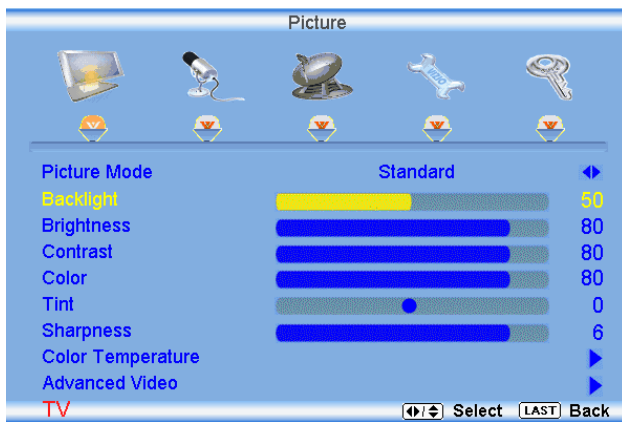 Picture
Picture Mode Standard
Backlight 50
Brightness 80
Contrast 80
Color 80
Tint 0
Sharpness 6
Color Temperature
Advanced Video
TV / Select LAST Back